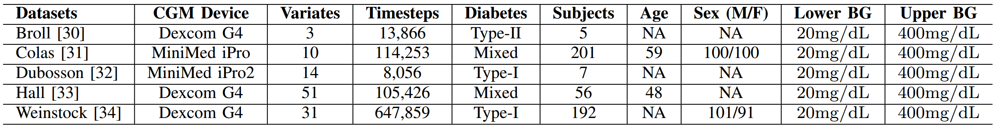 Datasets CGM Device Variates Timesteps Diabetes Subjects Age Sex (M/F) Lower BG Upper BG
Broll [30] Dexcom G4 3 13,866 Type-II 5 NA NA 20mg/dL 400mg/dL
Colas [31] MiniMed iPro 10 114,253 Mixed 201 59 100/100 20mg/dL 400mg/dL
Dubosson [32] MiniMed iPro2 14 8,056 Type-I 7 NA NA 20mg/dL 400mg/dL
Hall [33] Dexcom G4 51 105,426 Mixed 56 48 NA 20mg/dL 400mg/dL
Weinstock [34] Dexcom G4 31 647,859 Type-I 192 NA 101/91 20mg/dL 400mg/dL